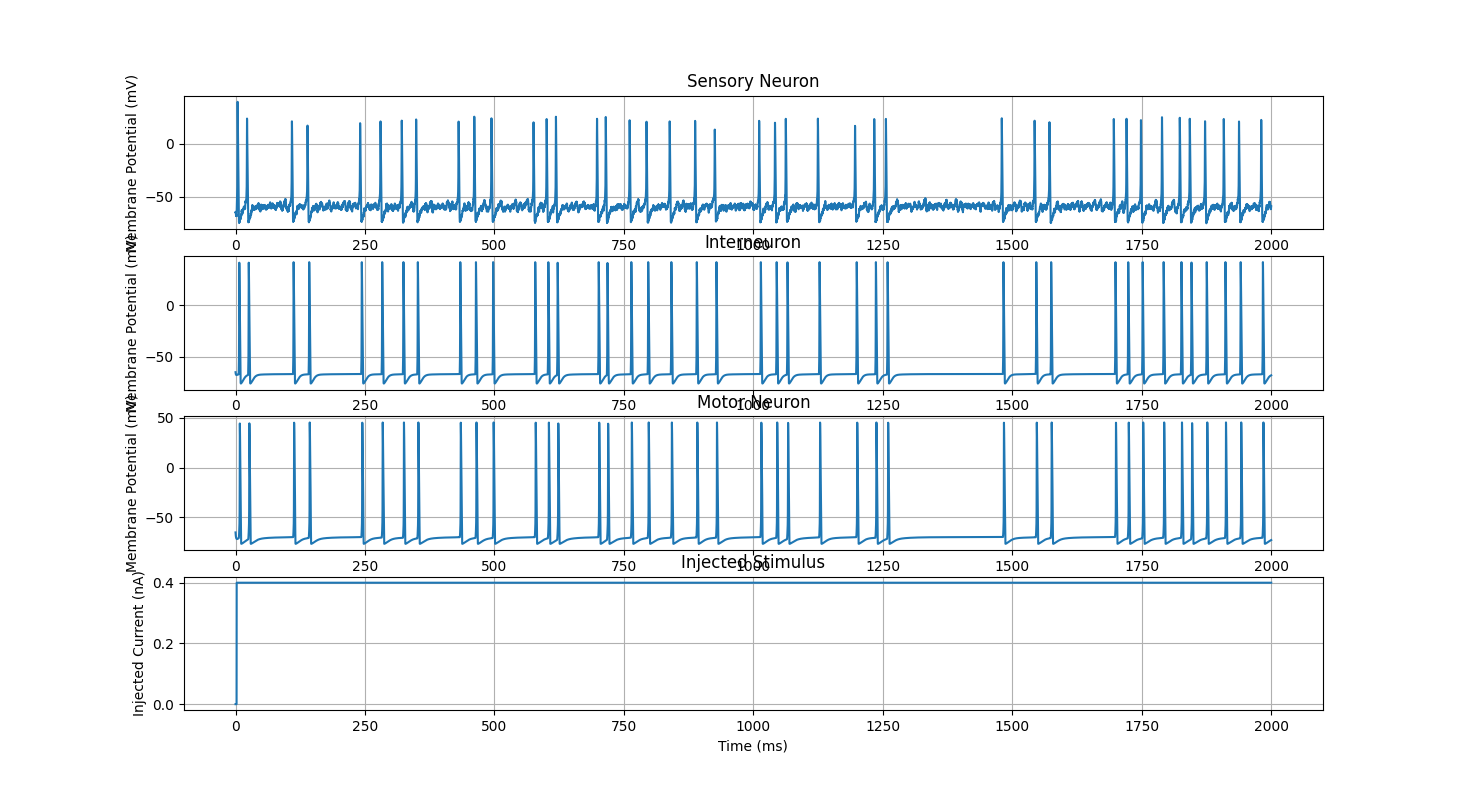 Sensory Neuron
Membrane Potential (mV)
0
−50
0 250 500 750 1000 1250 1500 1750 2000
Interneuron
Membrane Potential (mV)
0
−50
0 250 500 750 1000 1250 1500 1750 2000
Motor Neuron
Membrane Potential (mV)
50
0
−50
0 250 500 750 1000 1250 1500 1750 2000
Injected Stimulus
Injected Current (nA)
0.4
0.2
0.0
0 250 500 750 1000 1250 1500 1750 2000
Time (ms)